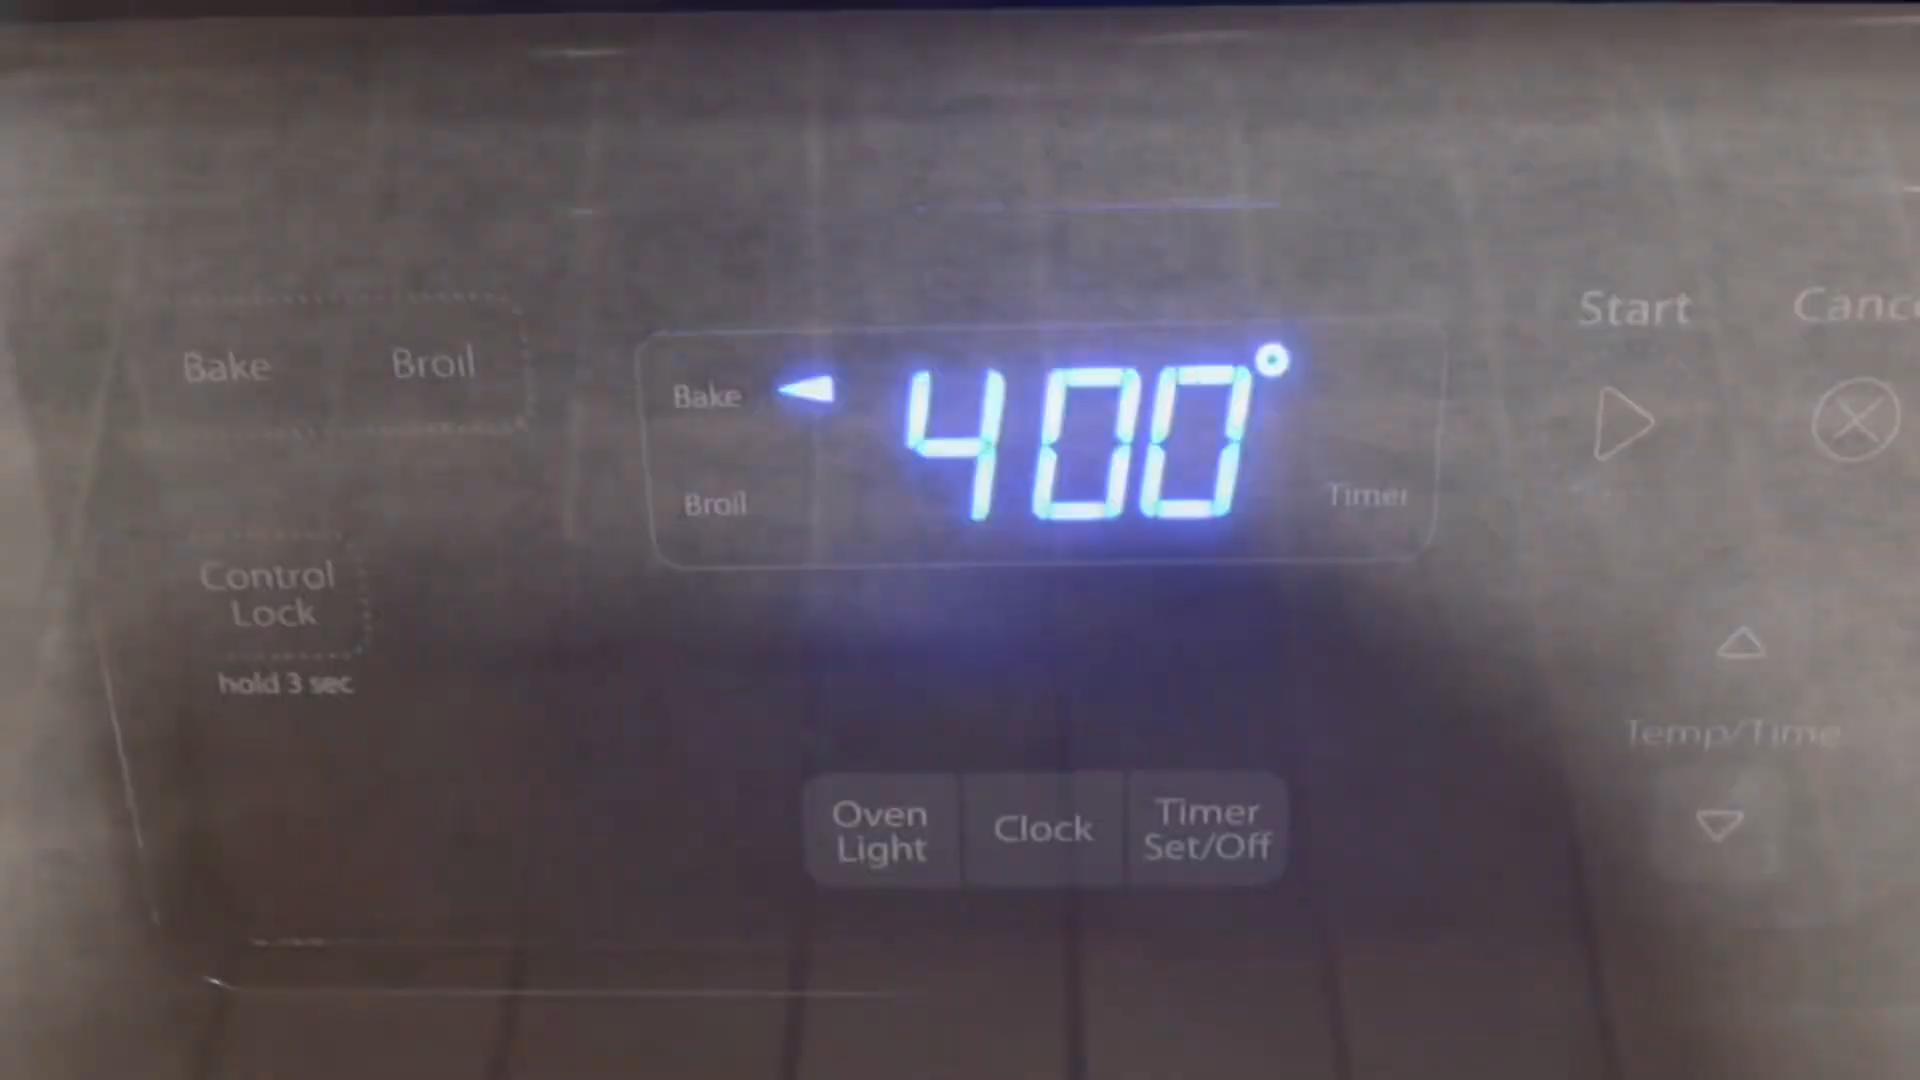 Bake Broil
Bake
400°
Broil
Timer
Start
Cance
Control
Lock
hold 3 sec
Temp/Time
Oven
Light
Clock
Timer
Set/Off